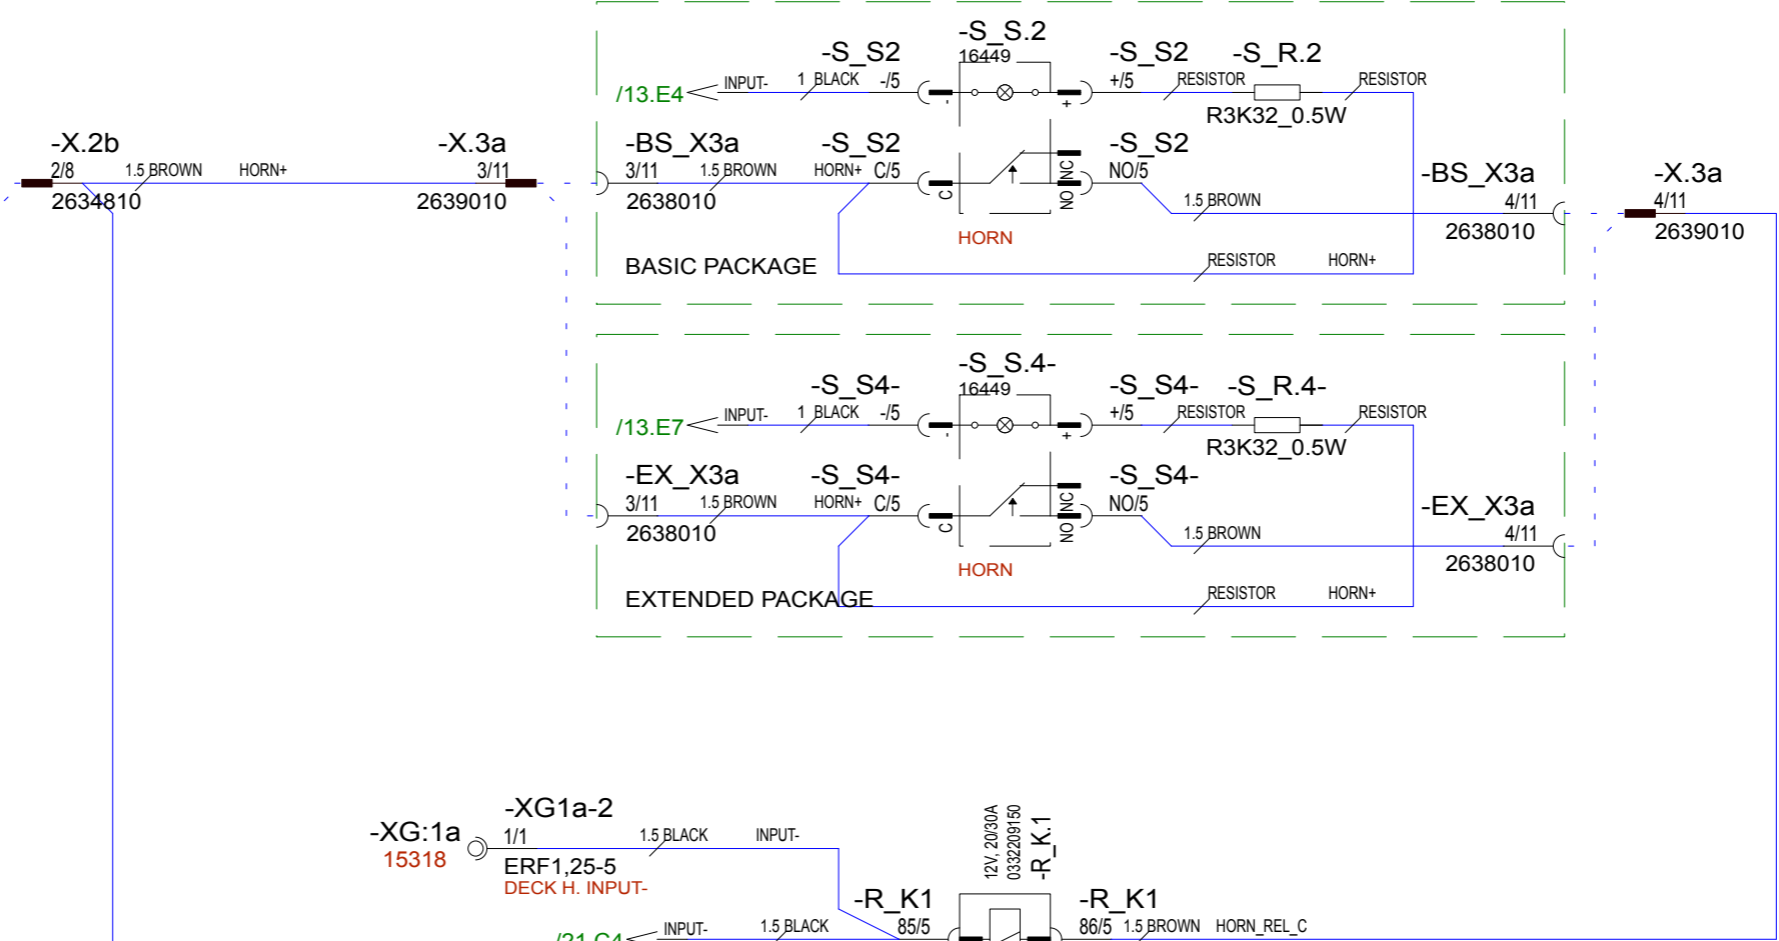 -S_S.2
16449
-S_S2
-S_S2
-S_R.2
/13.E4
INPUT-
1 BLACK
-/5
-
+
+/5
RESISTOR
RESISTOR
R3K32_0.5W
-X.2b
2/8
1.5 BROWN
HORN+
2634810
-X.3a
3/11
2639010
-BS_X3a
3/11
1.5 BROWN
2638010
-S_S2
HORN+
C/5
C
NO
NC
-S_S2
NO/5
1.5 BROWN
-BS_X3a
4/11
2638010
-X.3a
4/11
2639010
HORN
BASIC PACKAGE
RESISTOR
HORN+
-S_S.4-
16449
-S_S4-
-S_S4-
-S_R.4-
/13.E7
INPUT-
1 BLACK
-/5
-
+
+/5
RESISTOR
RESISTOR
R3K32_0.5W
-EX_X3a
3/11
1.5 BROWN
2638010
-S_S4-
HORN+
C/5
C
NO
NC
-S_S4-
NO/5
1.5 BROWN
-EX_X3a
4/11
2638010
HORN
EXTENDED PACKAGE
RESISTOR
HORN+
-XG:1a
15318
-XG1a-2
1/1
1.5 BLACK
INPUT-
ERF1,25-5
DECK H. INPUT-
12V, 20/30A
0332209150
-R_K.1
-R_K1
85/5
-R_K1
86/5
1.5 BROWN
HORN_REL_C
/21.C4
INPUT-
1.5 BLACK